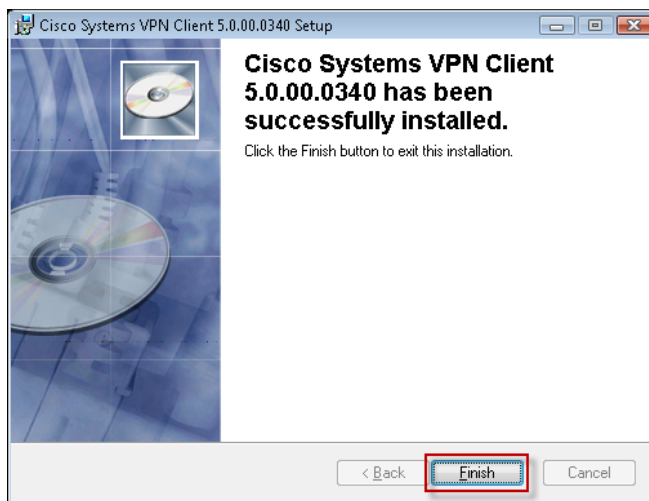 Cisco Systems VPN Client 5.0.00.0340 Setup
Cisco Systems VPN Client
5.0.00.0340 has been
successfully installed.
Click the Finish button to exit this installation.
< Back
Finish
Cancel